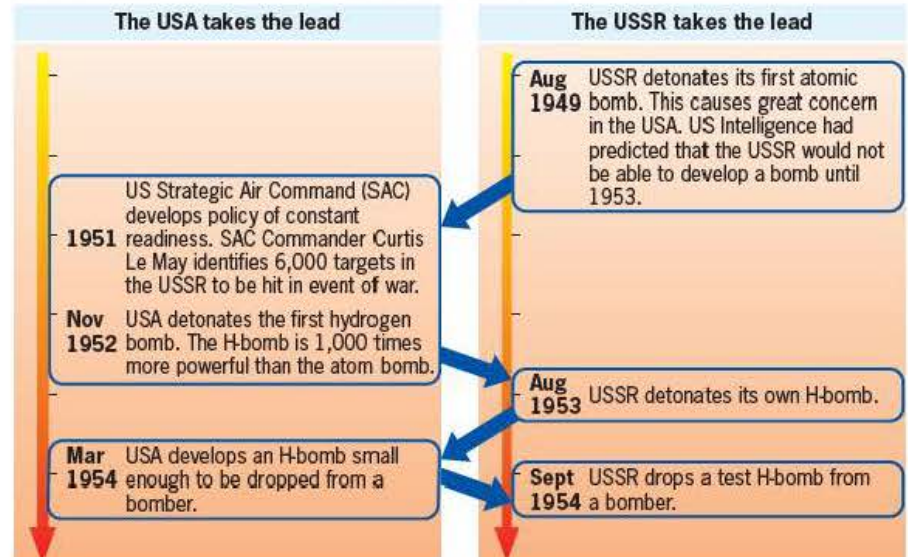 The USA takes the lead
US Strategic Air Command (SAC)
develops policy of constant
1951 readiness. SAC Commander Curtis
Le May identifies 6,000 targets in
the USSR to be hit in event of war.
Nov USA detonates the first hydrogen
1952 bomb. The H-bomb is 1,000 times
more powerful than the atom bomb.
Mar USA develops an H-bomb small
1954 enough to be dropped from a
bomber.
The USSR takes the lead
Aug USSR detonates its first atomic
1949 bomb. This causes great concern
in the USA. US Intelligence had
predicted that the USSR would not
be able to develop a bomb until
1953.
Aug
1953 USSR detonates its own H-bomb.
Sept USSR drops a test H-bomb from
1954 a bomber.